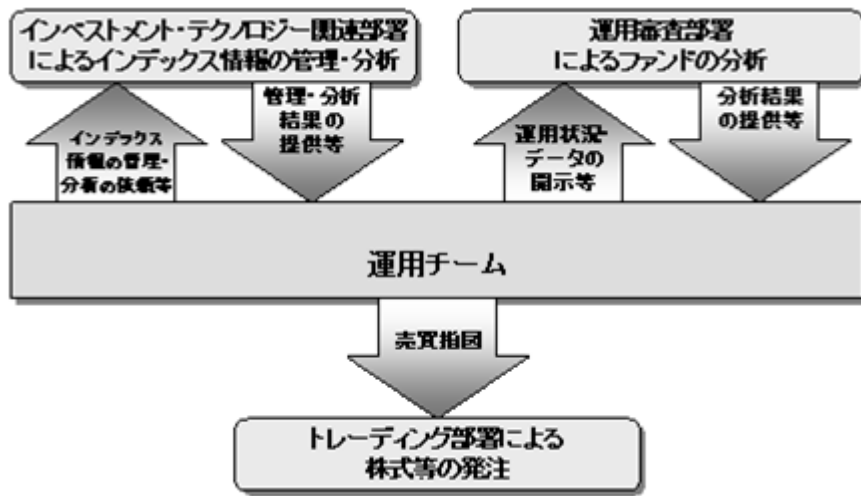 インベストメント・テクノロジー関連部署
によるインデックス情報の管理・分析
運用審査部署
によるファンドの分析
インデックス
情報の管理・
分析の依頼等
管理・分析
結果の
提供等
運用状況・
データの
開示等
分析結果
の提供等
運用チーム
売買指図
トレーディング部署による
株式等の発注